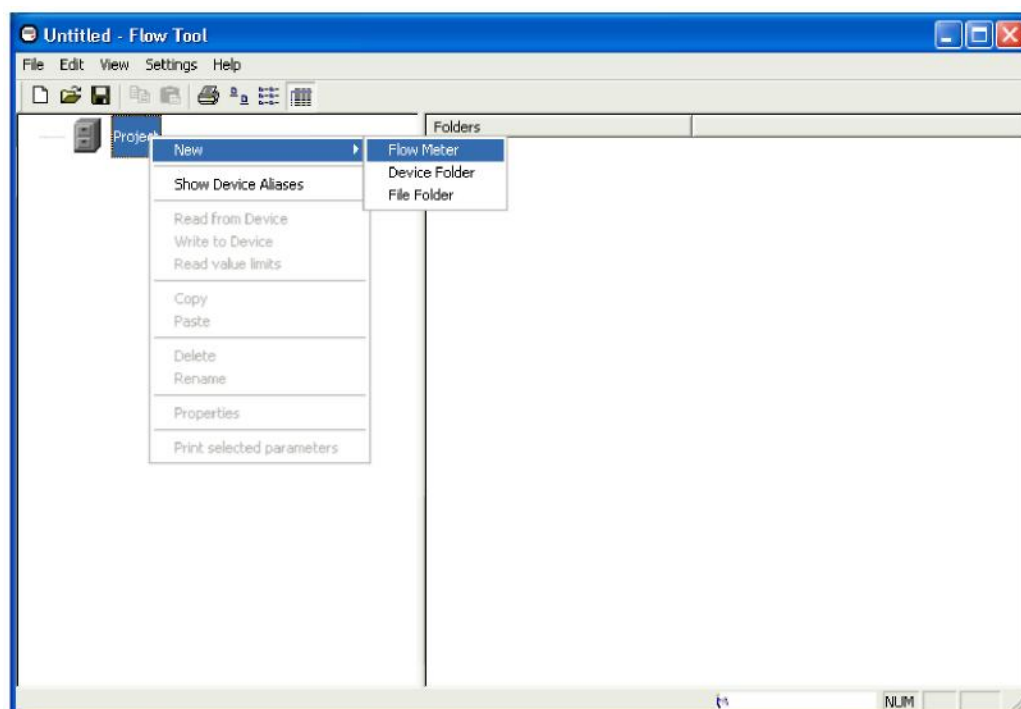 Untitled - Flow Tool
File Edit View Settings Help
Project
Folders
New
Flow Meter
Device Folder
File Folder
Show Device Aliases
Read from Device
Write to Device
Read value limits
Copy
Paste
Delete
Rename
Properties
Print selected parameters
NUM